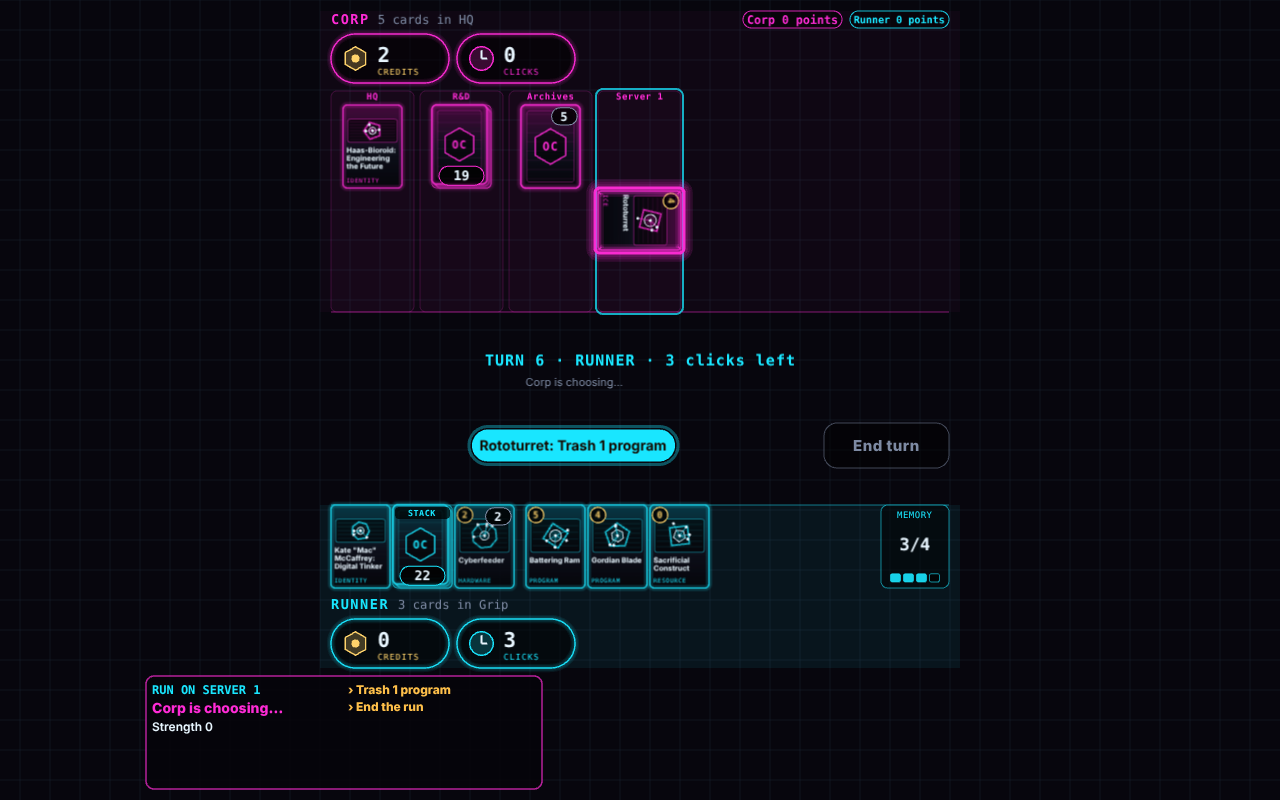 CORP 5 cards in HQ
Corp 0 points
Runner 0 points
2
CREDITS
0
CLICKS
HQ
R&D
Archives
Server 1
Haas-Bioroid:
Engineering
the Future
IDENTITY
OC
19
5
OC
Rototurret
ICE
4
TURN 6 · RUNNER · 3 clicks left
Corp is choosing...
Rototurret: Trash 1 program
End turn
Kate "Mac"
McCaffrey:
Digital Tinker
IDENTITY
STACK
OC
22
2
2
Cyberfeeder
HARDWARE
5
Battering Ram
PROGRAM
4
Gordian Blade
PROGRAM
0
Sacrificial
Construct
RESOURCE
MEMORY
3/4
RUNNER 3 cards in Grip
0
CREDITS
3
CLICKS
RUN ON SERVER 1
Corp is choosing...
Strength 0
› Trash 1 program
› End the run